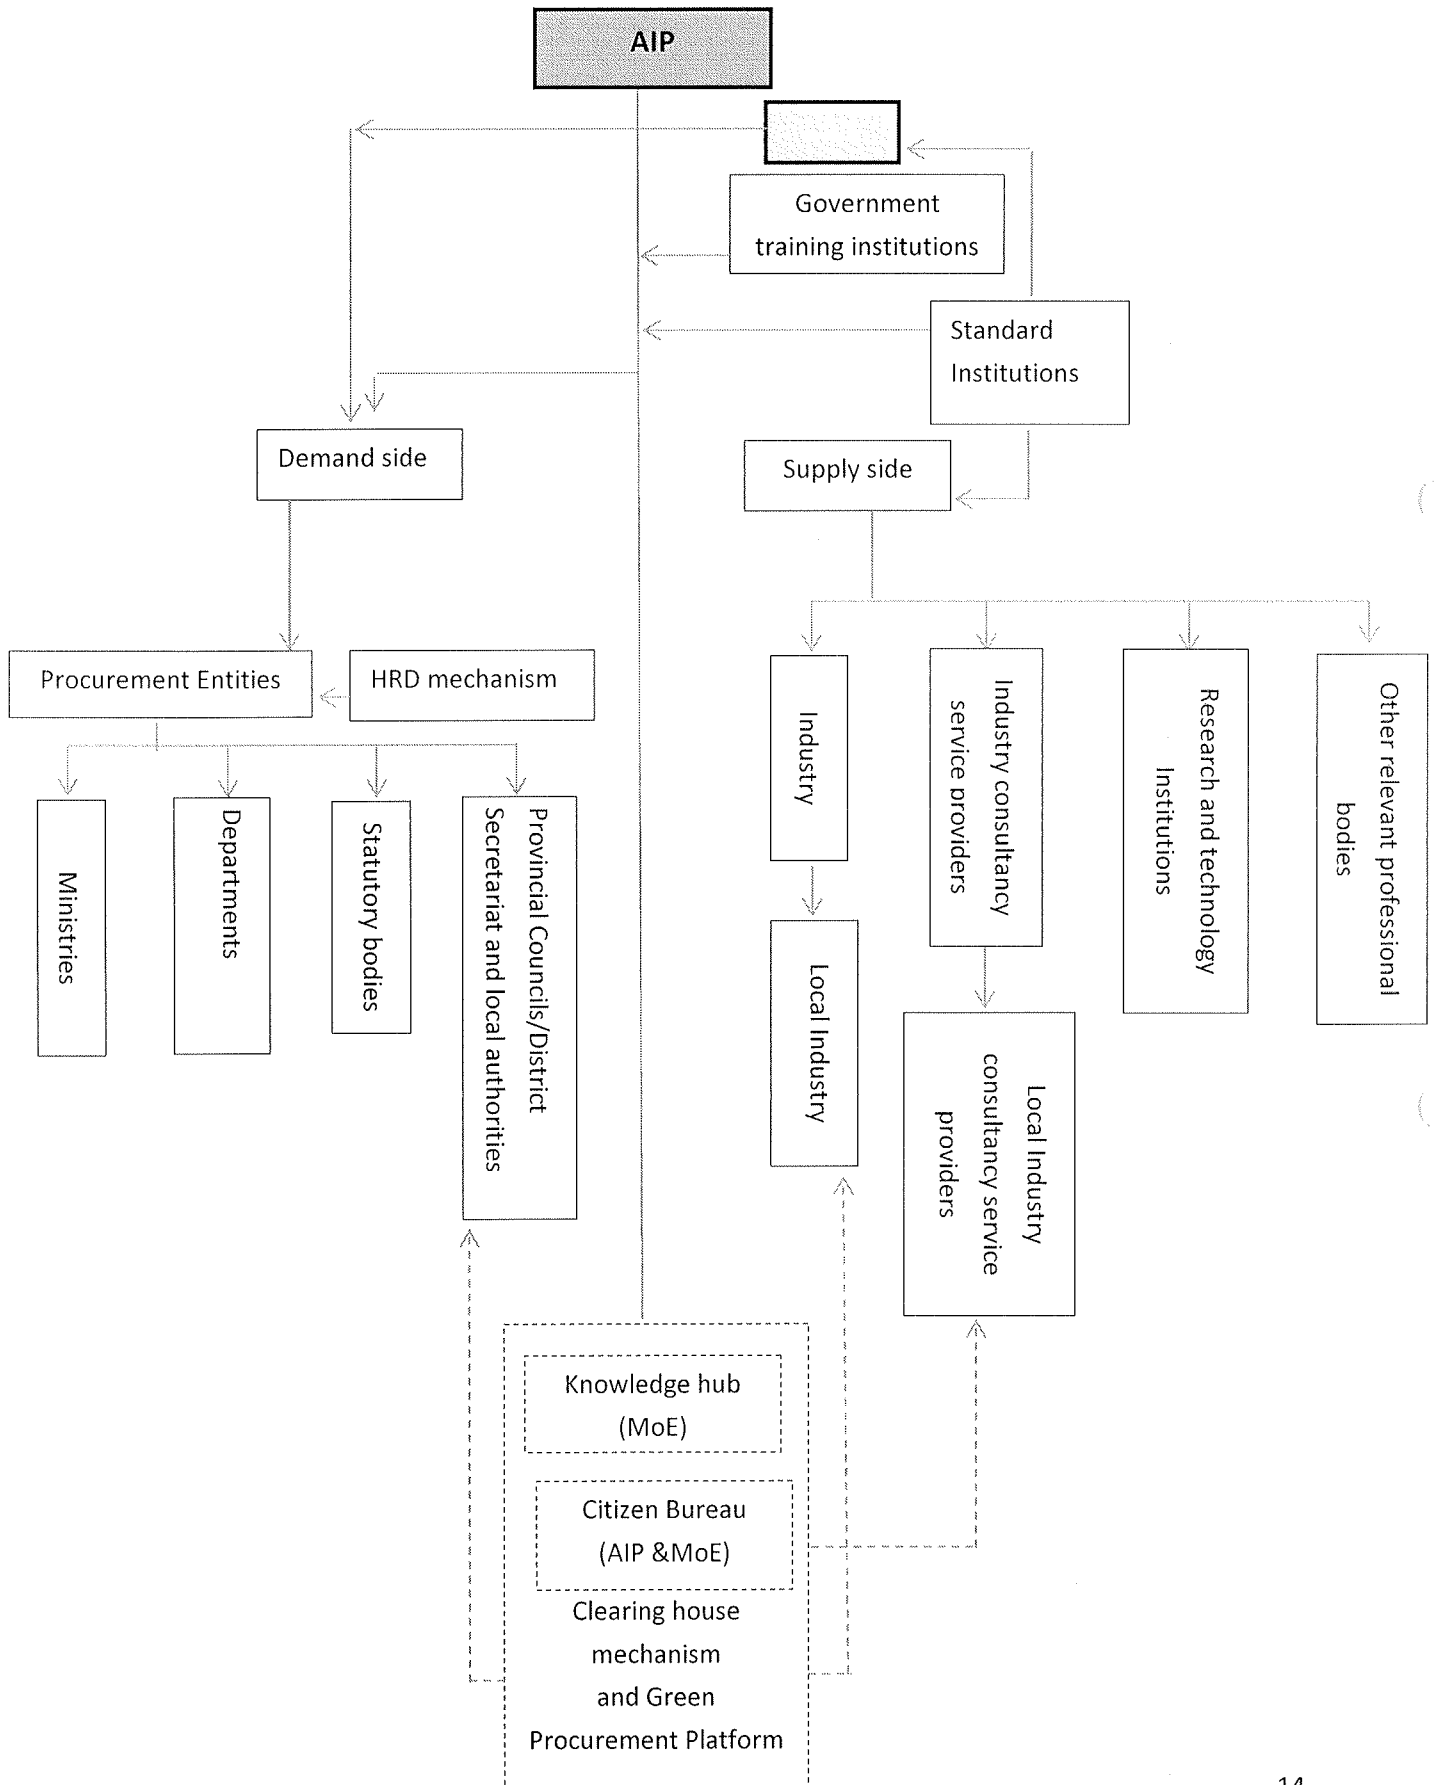 AIP
Government
training institutions
Standard
Institutions
Demand side
Supply side
Procurement Entities
HRD mechanism
Ministries
Departments
Statutory bodies
Provincial Councils/District
Secretariat and local authorities
Industry
Industry consultancy
service providers
Research and technology
Institutions
Other relevant professional
bodies
Local Industry
Local Industry
consultancy service
providers
Knowledge hub
(MoE)
Citizen Bureau
(AIP &MoE)
Clearing house
mechanism
and Green
Procurement Platform
14